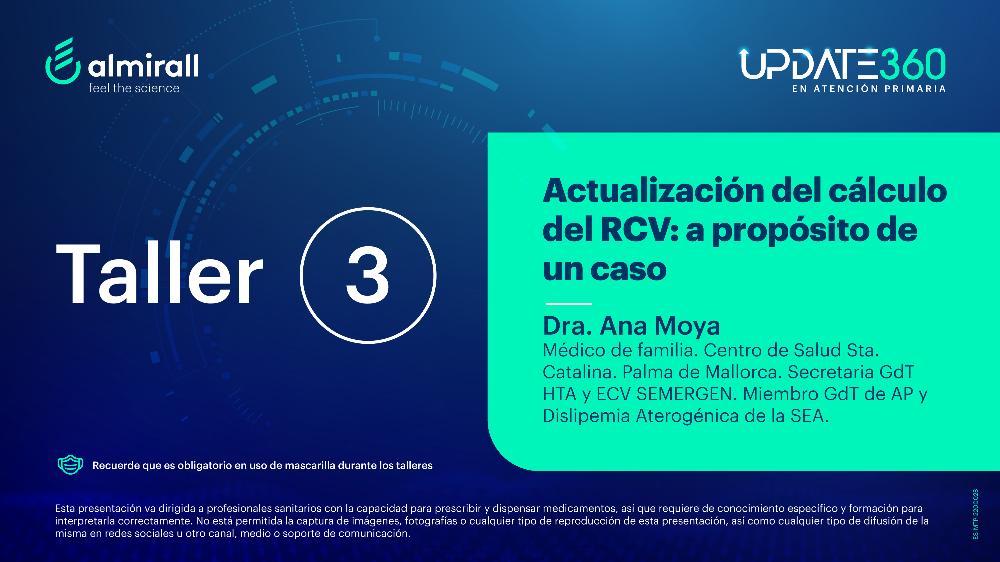 almirall
feel the science
UPDATE360
EN ATENCIÓN PRIMARIA
Taller 3
Actualización del cálculo
del RCV: a propósito de
un caso
Dra. Ana Moya
Médico de familia. Centro de Salud Sta.
Catalina. Palma de Mallorca. Secretaria GdT
HTA y ECV SEMERGEN. Miembro GdT de AP y
Dislipemia Aterogénica de la SEA.
Recuerde que es obligatorio en uso de mascarilla durante los talleres
Esta presentación va dirigida a profesionales sanitarios con la capacidad para prescribir y dispensar medicamentos, así que requiere de conocimiento específico y formación para
interpretarla correctamente. No está permitida la captura de imágenes, fotografías o cualquier tipo de reproducción de esta presentación, así como cualquier tipo de difusión de la
misma en redes sociales u otro canal, medio o soporte de comunicación.
ES-MTP-2200028